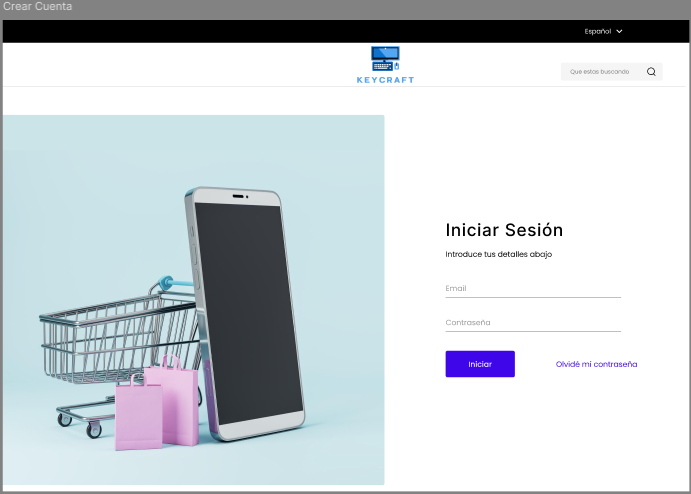 Crear Cuenta
Español
KEYCRAFT
Que estas buscando
Iniciar Sesión
Introduce tus detalles abajo
Email
Contraseña
Iniciar
Olvidé mi contraseña